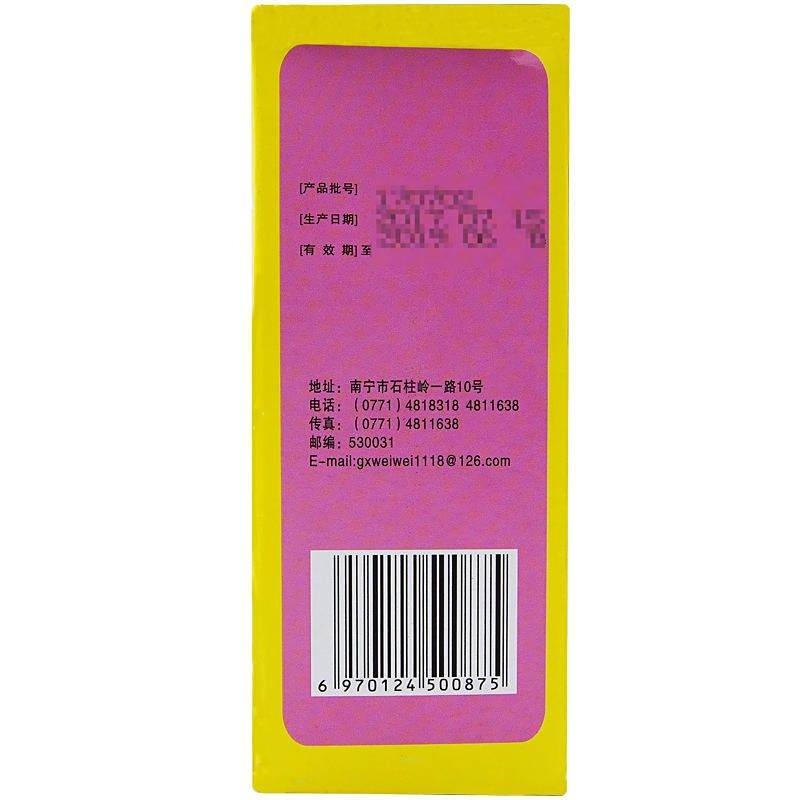 [产品批号]
[生产日期]
[有 效 期] 至
地址：南宁市石柱岭一路10号
电话：(0771) 4818318 4811638
传真：(0771) 4811638
邮编：530031
E-mail:gxweiwei1118@126.com
6 970124 500875